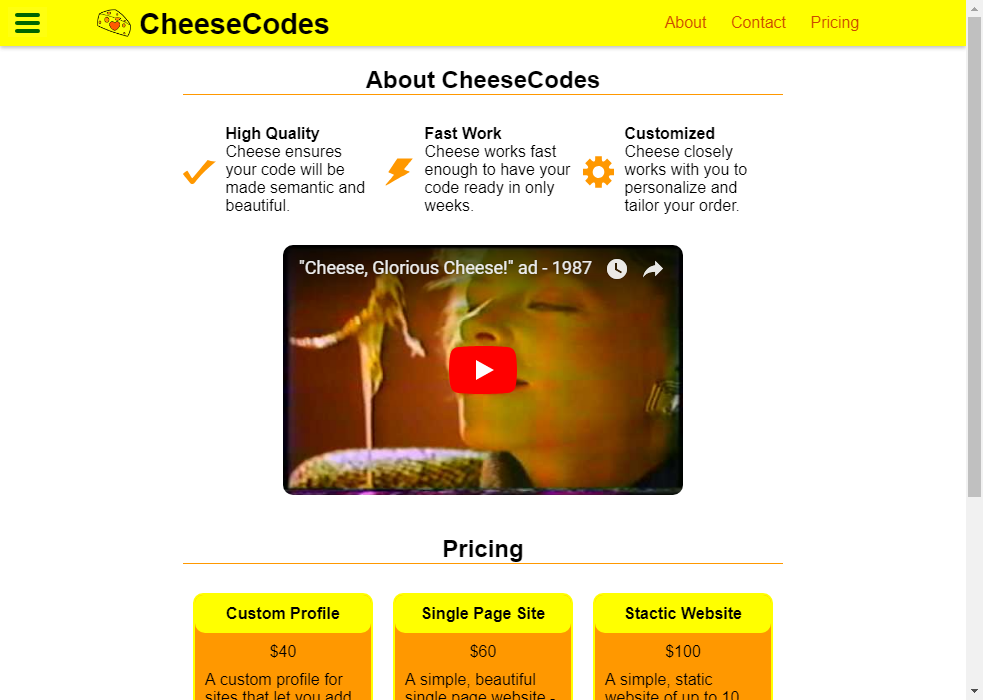 CheeseCodes
About
Contact
Pricing
About CheeseCodes
High Quality
Cheese ensures
your code will be
made semantic and
beautiful.
Fast Work
Cheese works fast
enough to have your
code ready in only
weeks.
Customized
Cheese closely
works with you to
personalize and
tailor your order.
"Cheese, Glorious Cheese!" ad - 1987
Pricing
Custom Profile
$40
A custom profile for
sites that let you add
Single Page Site
$60
A simple, beautiful
single page website -
Stactic Website
$100
A simple, static
website of up to 10